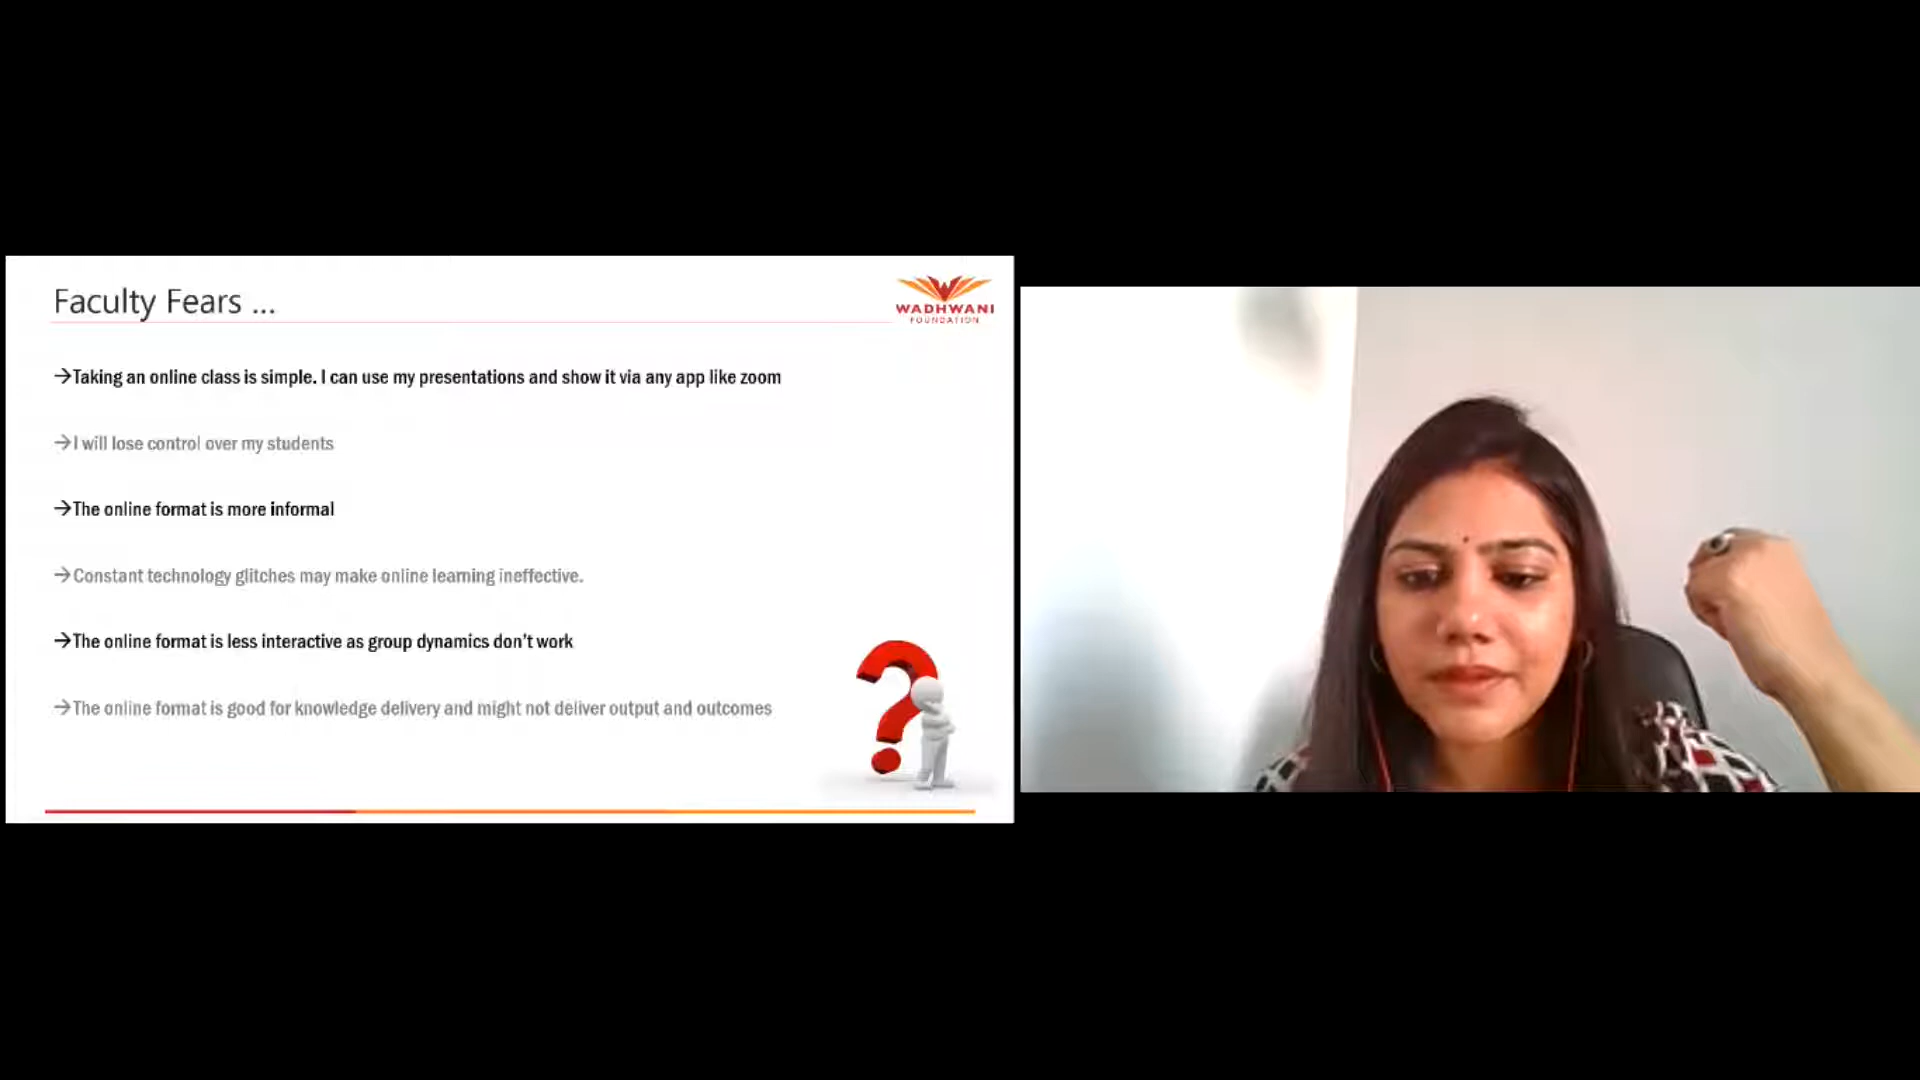 Faculty Fears ...
WADHWANI
FOUNDATION
→Taking an online class is simple. I can use my presentations and show it via any app like zoom
→I will lose control over my students
→The online format is more informal
→Constant technology glitches may make online learning ineffective.
→The online format is less interactive as group dynamics don't work
→The online format is good for knowledge delivery and might not deliver output and outcomes